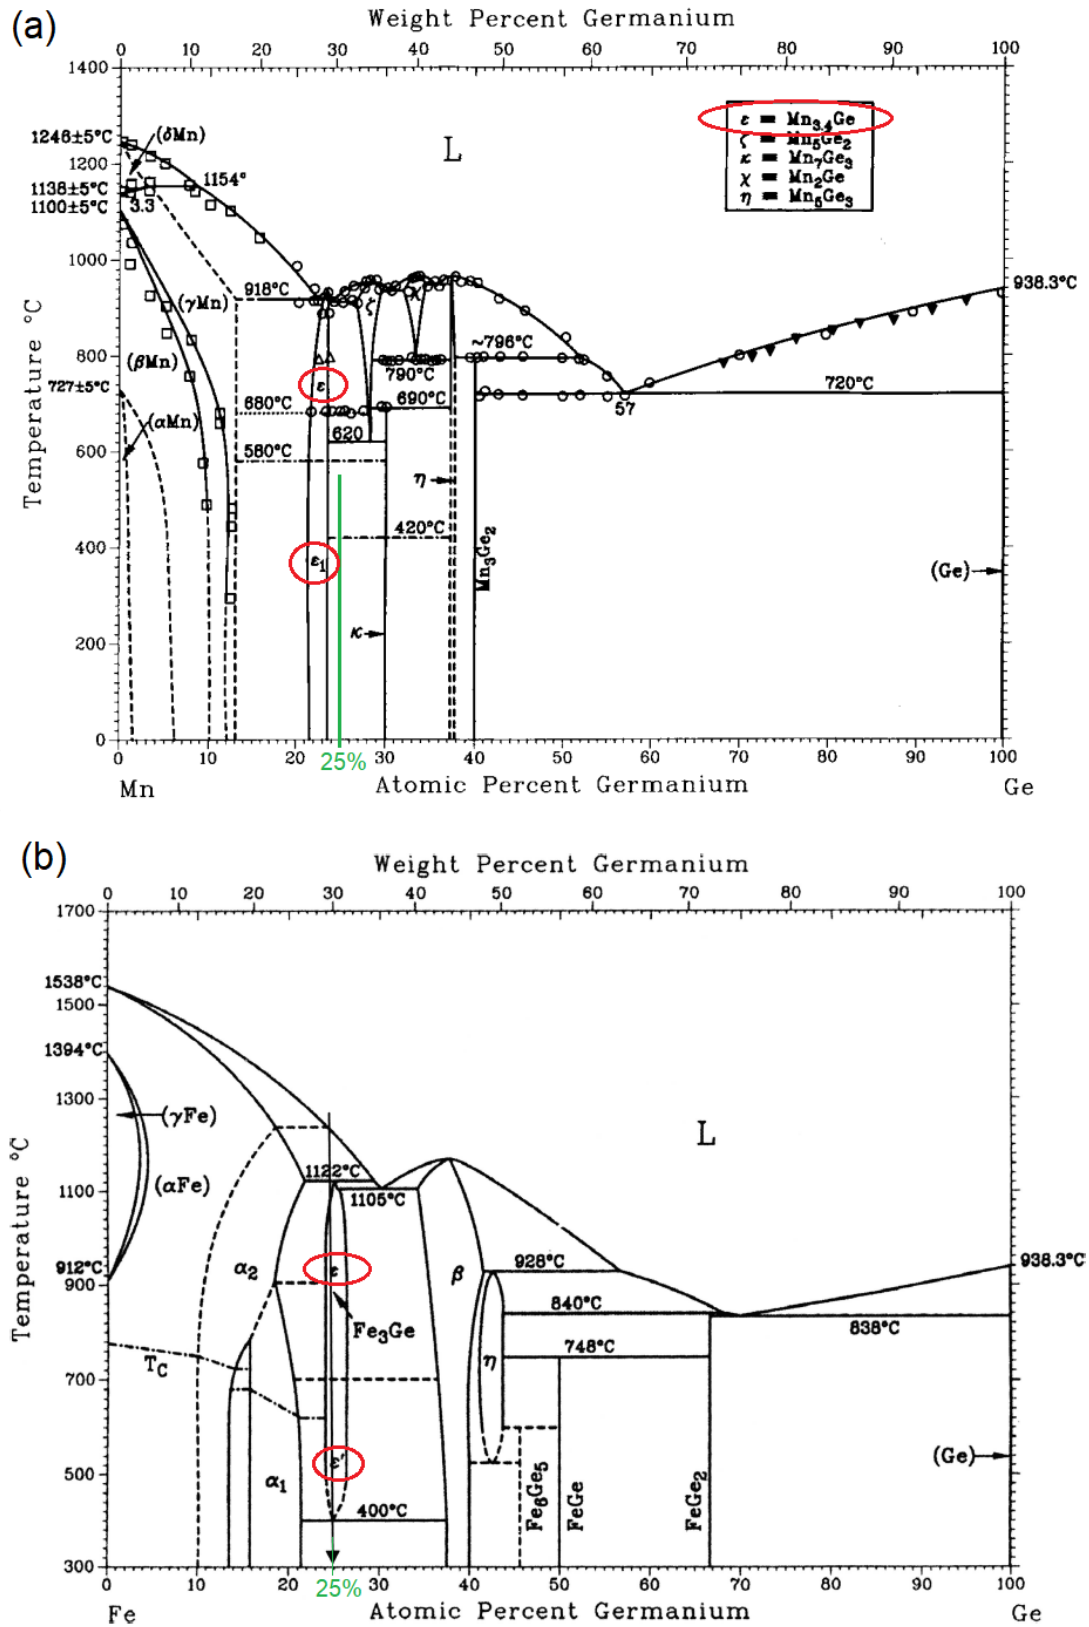 (a)
Weight Percent Germanium
0 10 20 30 40 50 60 70 80 90 100
1400
1246±5°C
(δMn)
L
ε = Mn3.4Ge
ζ = Mn5Ge2
κ = Mn7Ge3
χ = Mn2Ge
η = Mn5Ge3
1200
1154°
1138±5°C
3.3
1100±5°C
1000
918°C
ζ
χ
938.3°C
(γMn)
800
~796°C
790°C
(βMn)
ε
720°C
727±5°C
680°C
690°C
57
(αMn)
620
600
580°C
η
420°C
400
ε1
Mn3Ge2
(Ge)
200
κ
0
0 10 20 25% 30 40 50 60 70 80 90 100
Mn
Atomic Percent Germanium
Ge
Temperature °C
(b)
Weight Percent Germanium
0 10 20 30 40 50 60 70 80 90 100
1700
1538°C
1500
1394°C
1300
(γFe)
L
(αFe)
1122°C
1100
1105°C
912°C
α2
ε
β
928°C
938.3°C
900
840°C
Fe3Ge
838°C
TC
η
748°C
700
ε'
α1
500
Fe6Ge5
FeGe
FeGe2
(Ge)
400°C
300
0 10 20 25% 30 40 50 60 70 80 90 100
Fe
Atomic Percent Germanium
Ge
Temperature °C